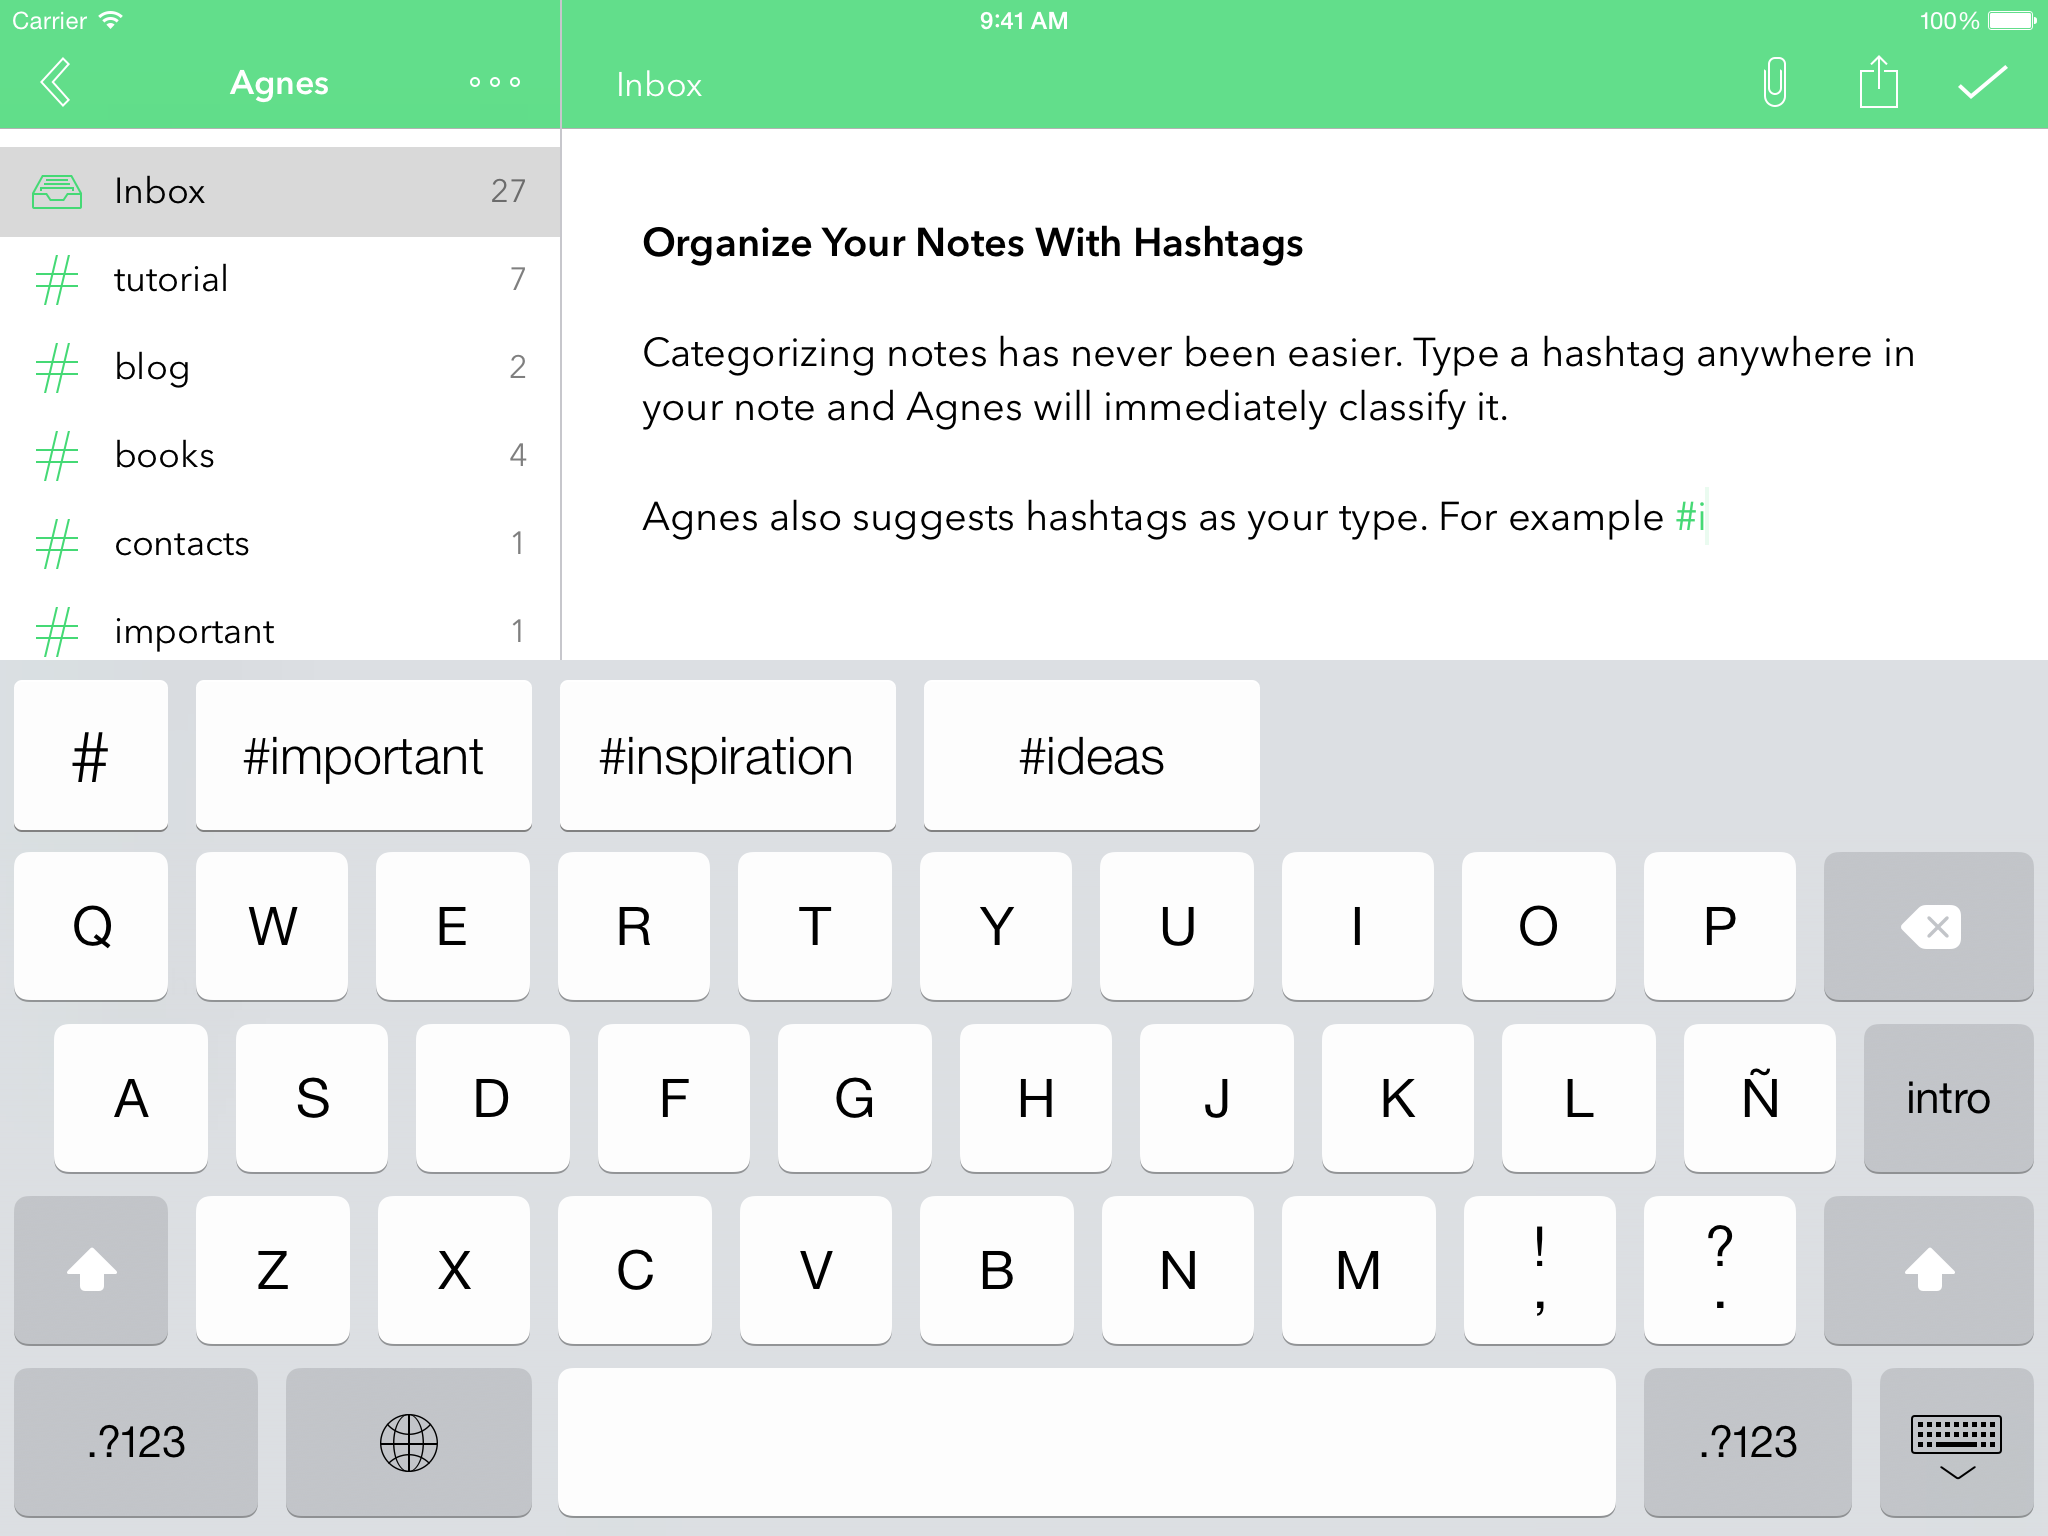 Carrier 9:41 AM 100%
Agnes
Inbox
Inbox 27
# tutorial 7
# blog 2
# books 4
# contacts 1
# important 1
Organize Your Notes With Hashtags
Categorizing notes has never been easier. Type a hashtag anywhere in
your note and Agnes will immediately classify it.
Agnes also suggests hashtags as your type. For example #i
# #important #inspiration #ideas
Q W E R T Y U I O P
A S D F G H J K L Ñ intro
Z X C V B N M ! , ? .
.?123 .?123